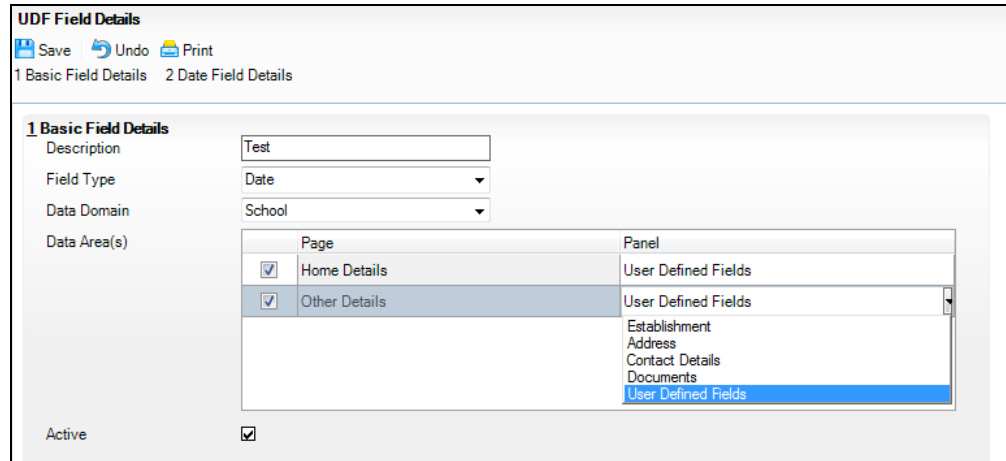 UDF Field Details
Save Undo Print
1 Basic Field Details 2 Date Field Details
1 Basic Field Details
Description Test
Field Type Date
Data Domain School
Data Area(s) Page Panel
Home Details User Defined Fields
Other Details User Defined Fields
Establishment
Address
Contact Details
Documents
User Defined Fields
Active